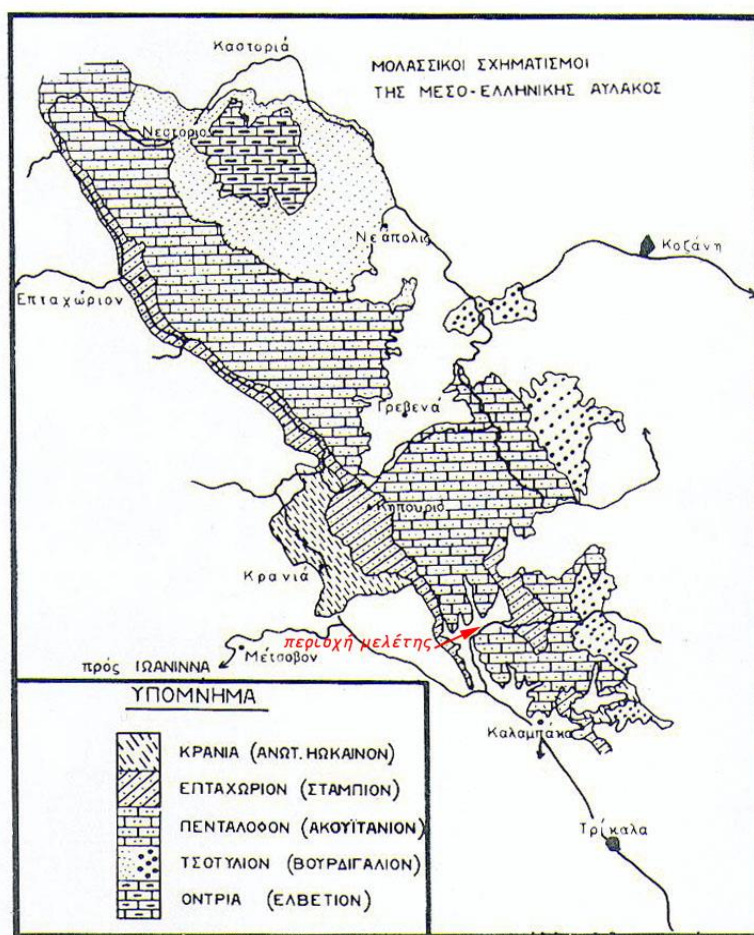 Καστοριά
ΜΟΛΑΣΣΙΚΟΙ ΣΧΗΜΑΤΙΣΜΟΙ
ΤΗΣ ΜΕΣΟ-ΕΛΛΗΝΙΚΗΣ ΑΥΛΑΚΟΣ
Νεστοριο
Νεάπολις
Κοζάνη
Επταχώριον
Γρεβενά
Κηπουριό
Κρανιά
περιοχή μελέτης
Μέτσοβον
πρός ΙΩΑΝΙΝΝΑ
Καλαμπάκα
Τρίκαλα
ΥΠΟΜΝΗΜΑ
ΚΡΑΝΙΑ (ΑΝΩΤ. ΗΩΚΑΙΝΟΝ)
ΕΠΤΑΧΩΡΙΟΝ (ΣΤΑΜΠΙΟΝ)
ΠΕΝΤΑΛΟΦΟΝ (ΑΚΟΥΪΤΑΝΙΟΝ)
ΤΣΟΤΥΛΙΟΝ (ΒΟΥΡΔΙΓΑΛΙΟΝ)
ΟΝΤΡΙΑ (ΕΛΒΕΤΙΟΝ)